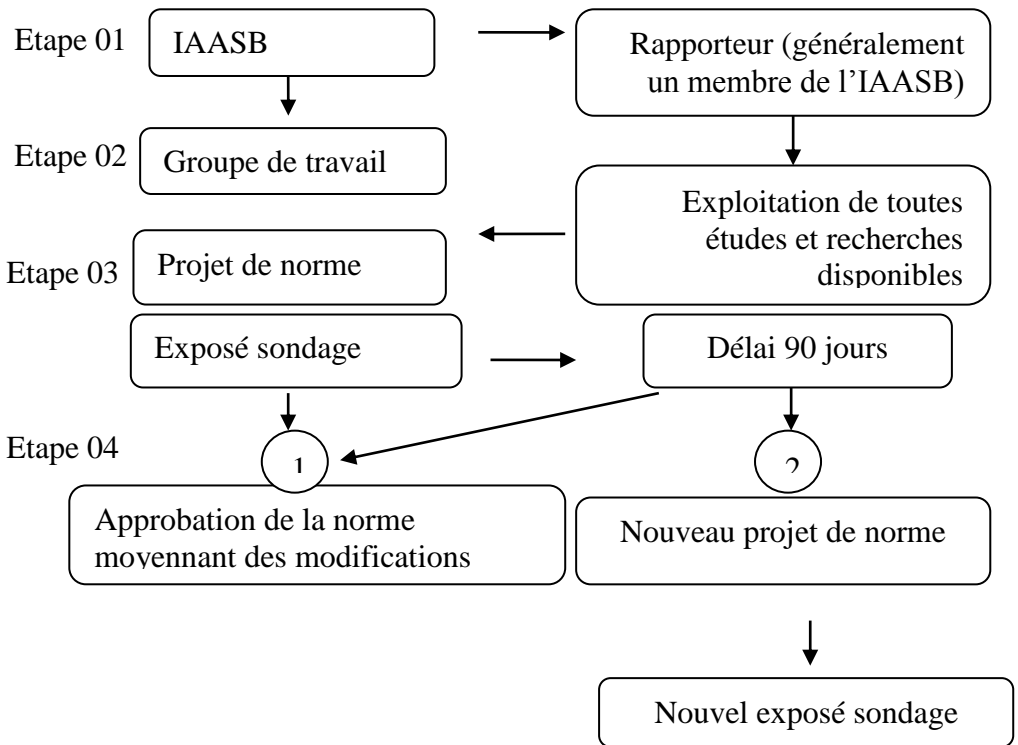 Etape 01
IAASB
Rapporteur (généralement
un membre de l’IAASB)
Etape 02
Groupe de travail
Exploitation de toutes
études et recherches
disponibles
Etape 03
Projet de norme
Exposé sondage
Délai 90 jours
Etape 04
1
2
Approbation de la norme
moyennant des modifications
Nouveau projet de norme
Nouvel exposé sondage